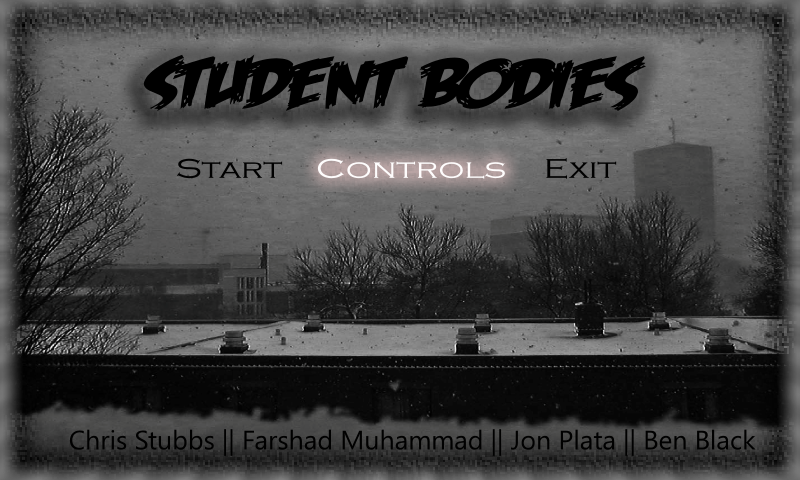 STUDENT BODIES
START CONTROLS EXIT
Chris Stubbs || Farshad Muhammad || Jon Plata || Ben Black